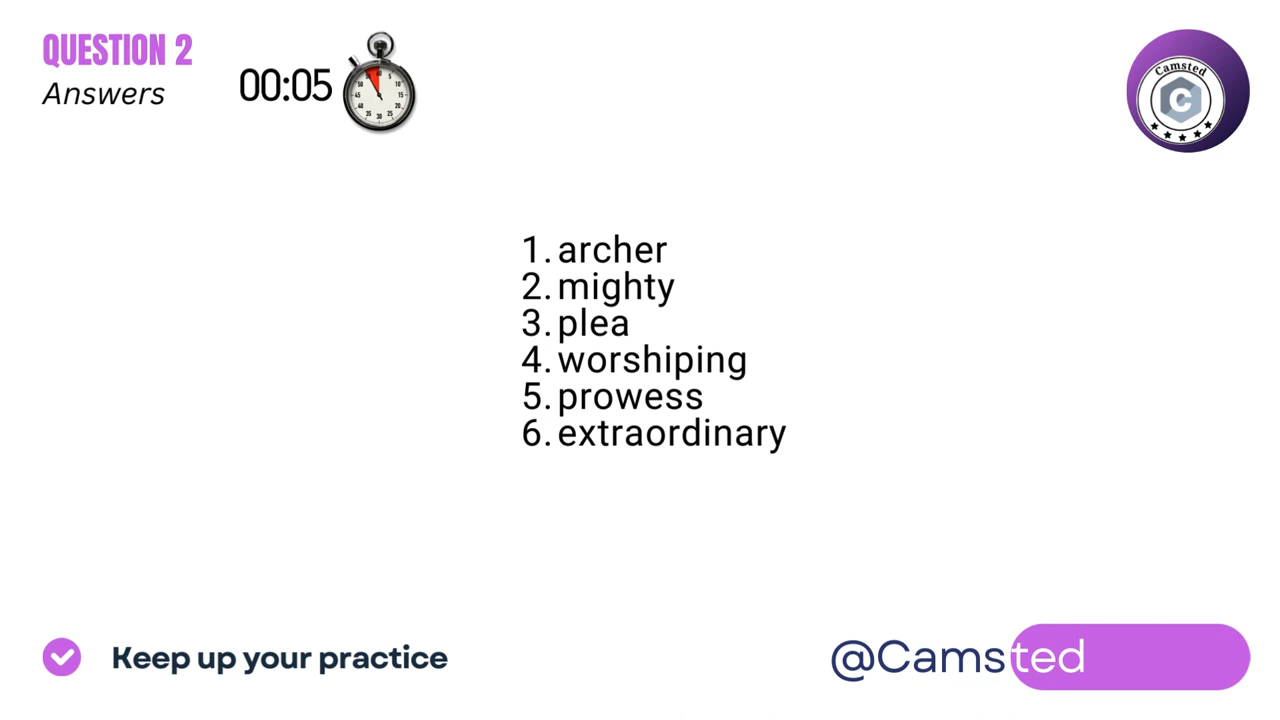 QUESTION 2
Answers
00:05
Camsted
C
1. archer
2. mighty
3. plea
4. worshiping
5. prowess
6. extraordinary
Keep up your practice
@Camsted